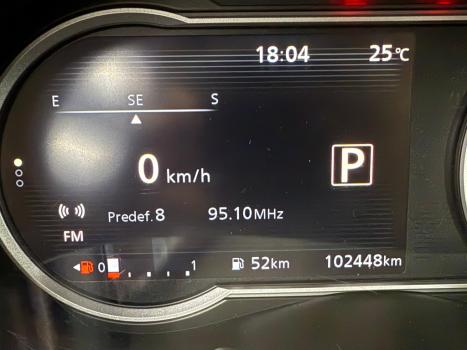 18:04 25°C
E SE S
0 km/h P
Predef.8 95.10MHz
FM
0 1 52km 102448km